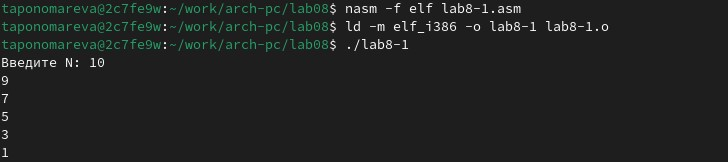 taponomareva@2c7fe9w:~/work/arch-pc/lab08$ nasm -f elf lab8-1.asm
taponomareva@2c7fe9w:~/work/arch-pc/lab08$ ld -m elf_i386 -o lab8-1 lab8-1.o
taponomareva@2c7fe9w:~/work/arch-pc/lab08$ ./lab8-1
Введите N: 10
9
7
5
3
1